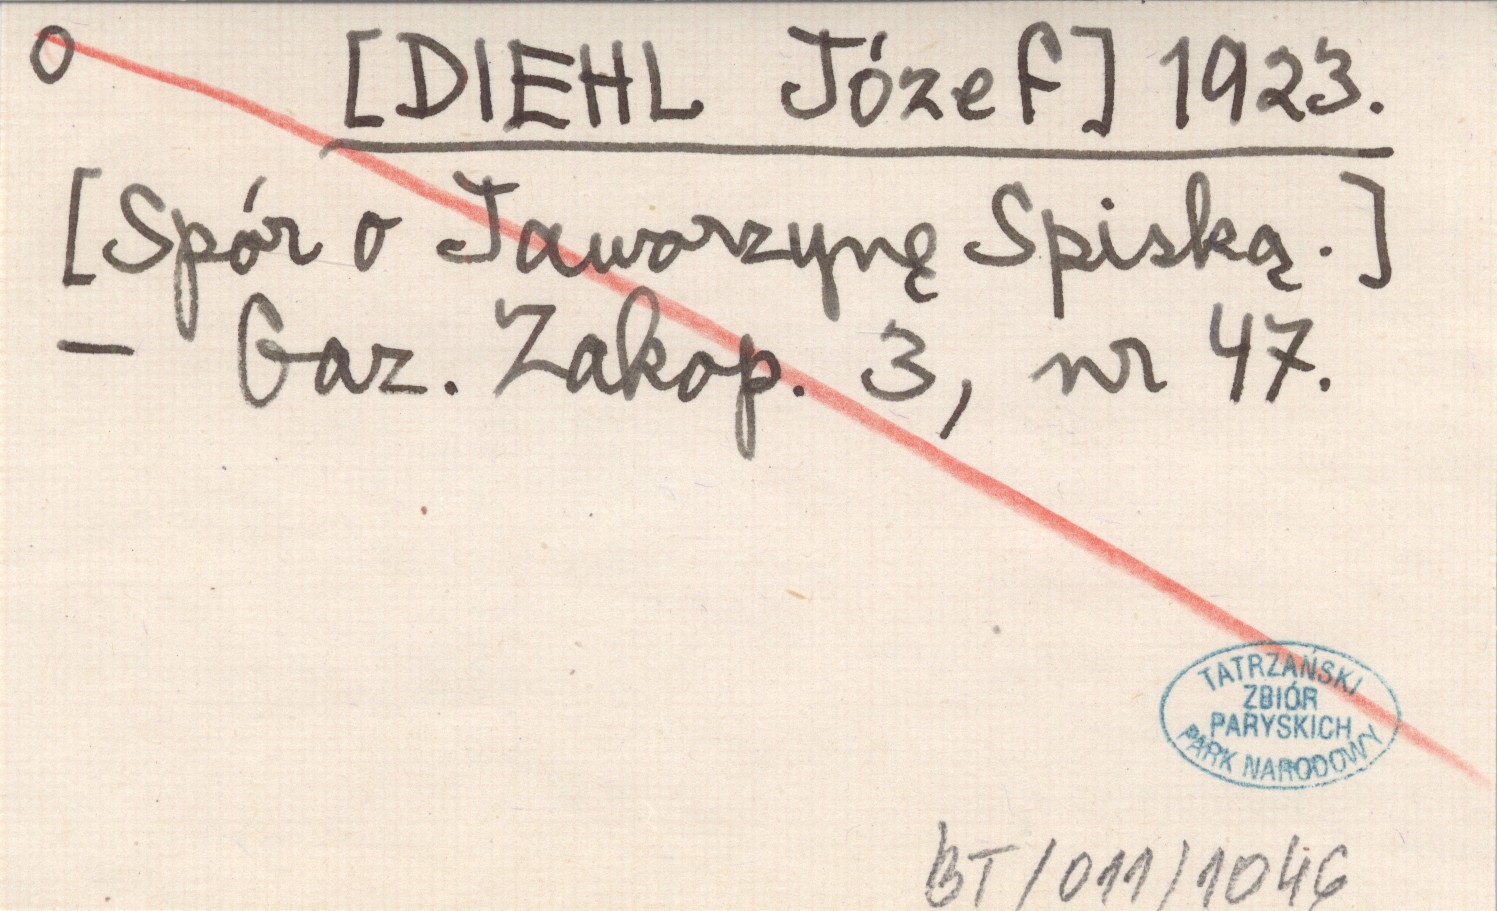 O [DIEHL Józef] 1923.
[Spór o Jaworzynę Spiską.]
— Gaz. Zakop. 3, nr 47.
TATRZAŃSKI
ZBIÓR
PARYSKICH
PARK NARODOWY
BT/011/1046